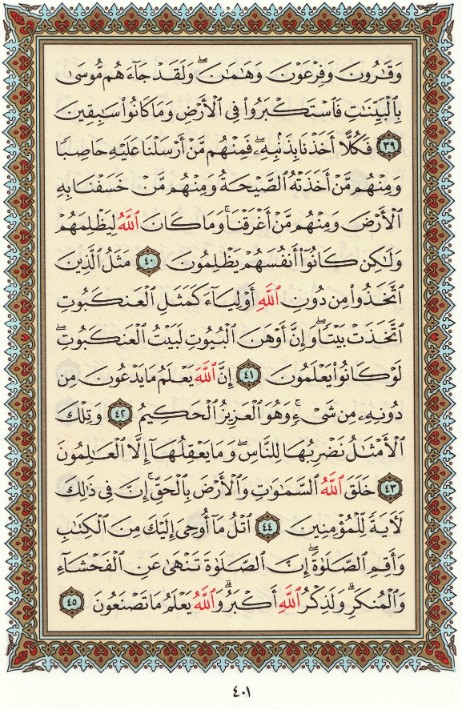 وَقَٰرُونَ وَفِرْعَوْنَ وَهَٰمَٰنَ ۖ وَلَقَدْ جَآءَهُم مُّوسَىٰ
بِٱلْبَيِّنَٰتِ فَٱسْتَكْبَرُوا۟ فِى ٱلْأَرْضِ وَمَا كَانُوا۟ سَٰبِقِينَ
٣٩ فَكُلًّا أَخَذْنَا بِذَنۢبِهِۦ ۖ فَمِنْهُم مَّنْ أَرْسَلْنَا عَلَيْهِ حَاصِبًا
وَمِنْهُم مَّنْ أَخَذَتْهُ ٱلصَّيْحَةُ وَمِنْهُم مَّنْ خَسَفْنَا بِهِ
ٱلْأَرْضَ وَمِنْهُم مَّنْ أَغْرَقْنَا ۚ وَمَا كَانَ ٱللَّهُ لِيَظْلِمَهُمْ
وَلَٰكِن كَانُوٓا۟ أَنفُسَهُمْ يَظْلِمُونَ ٤٠ مَثَلُ ٱلَّذِينَ
ٱتَّخَذُوا۟ مِن دُونِ ٱللَّهِ أَوْلِيَآءَ كَمَثَلِ ٱلْعَنكَبُوتِ
ٱتَّخَذَتْ بَيْتًا ۖ وَإِنَّ أَوْهَنَ ٱلْبُيُوتِ لَبَيْتُ ٱلْعَنكَبُوتِ ۖ
لَوْ كَانُوا۟ يَعْلَمُونَ ٤١ إِنَّ ٱللَّهَ يَعْلَمُ مَا يَدْعُونَ مِن
دُونِهِۦ مِن شَىْءٍ ۚ وَهُوَ ٱلْعَزِيزُ ٱلْحَكِيمُ ٤٢ وَتِلْكَ
ٱلْأَمْثَٰلُ نَضْرِبُهَا لِلنَّاسِ ۖ وَمَا يَعْقِلُهَآ إِلَّا ٱلْعَٰلِمُونَ
٤٣ خَلَقَ ٱللَّهُ ٱلسَّمَٰوَٰتِ وَٱلْأَرْضَ بِٱلْحَقِّ ۚ إِنَّ فِى ذَٰلِكَ
لَءَايَةً لِّلْمُؤْمِنِينَ ٤٤ ٱتْلُ مَآ أُوحِىَ إِلَيْكَ مِنَ ٱلْكِتَٰبِ
وَأَقِمِ ٱلصَّلَوٰةَ ۖ إِنَّ ٱلصَّلَوٰةَ تَنْهَىٰ عَنِ ٱلْفَحْشَآءِ
وَٱلْمُنكَرِ ۗ وَلَذِكْرُ ٱللَّهِ أَكْبَرُ ۗ وَٱللَّهُ يَعْلَمُ مَا تَصْنَعُونَ ٤٥
٤٠١